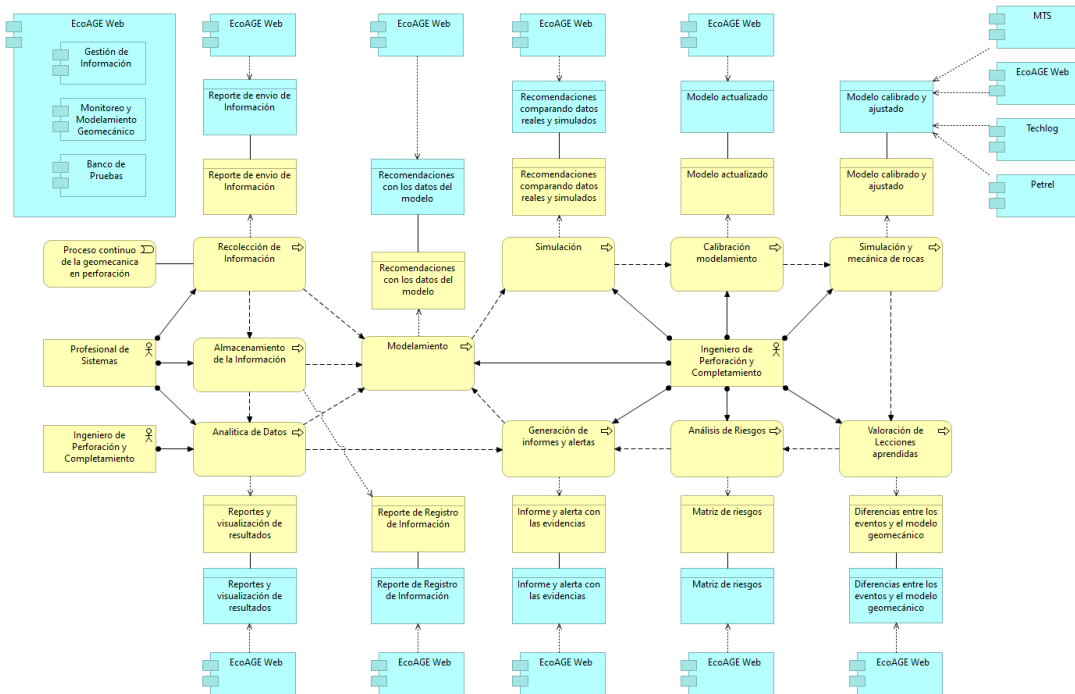 EcoAGE Web
Gestión de
Información
Monitoreo y
Modelamiento
Geomecánico
Banco de
Pruebas
EcoAGE Web
EcoAGE Web
EcoAGE Web
EcoAGE Web
MTS
EcoAGE Web
Techlog
Petrel
Reporte de envio de
Información
Recomendaciones
comparando datos
reales y simulados
Modelo actualizado
Modelo calibrado y
ajustado
Reporte de envio de
Información
Recomendaciones
con los datos del
modelo
Recomendaciones
comparando datos
reales y simulados
Modelo actualizado
Modelo calibrado y
ajustado
Proceso continuo
de la geomecanica
en perforación
Recolección de
Información
Recomendaciones
con los datos del
modelo
Simulación
Calibración
modelamiento
Simulación y
mecánica de rocas
Profesional de
Sistemas
Almacenamiento
de la Información
Modelamiento
Ingeniero de
Perforación y
Completamiento
Ingeniero de
Perforación y
Completamiento
Analitica de Datos
Generación de
informes y alertas
Análisis de Riesgos
Valoración de
Lecciones
aprendidas
Reportes y
visualización de
resultados
Reporte de Registro
de Información
Informe y alerta con
las evidencias
Matriz de riesgos
Diferencias entre los
eventos y el modelo
geomecánico
Reportes y
visualización de
resultados
Reporte de Registro
de Información
Informe y alerta con
las evidencias
Matriz de riesgos
Diferencias entre los
eventos y el modelo
geomecánico
EcoAGE Web
EcoAGE Web
EcoAGE Web
EcoAGE Web
EcoAGE Web